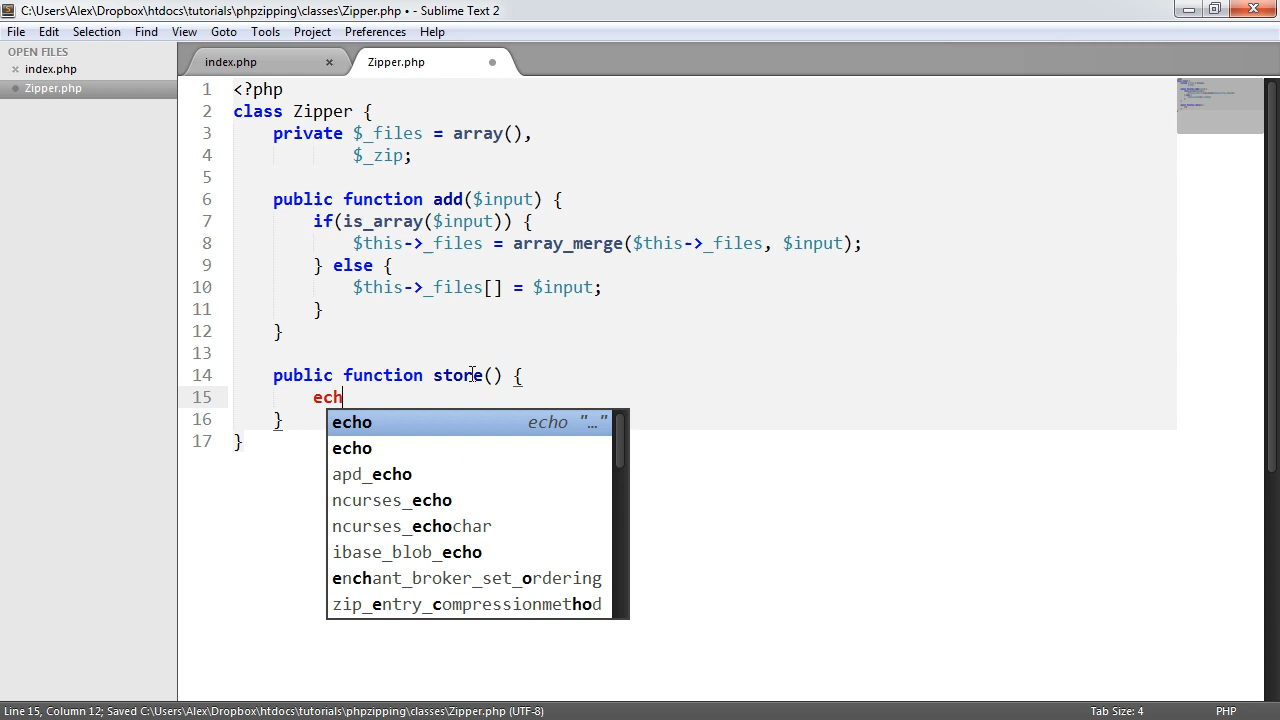 C:\Users\Alex\Dropbox\htdocs\tutorials\phpzipping\classes\Zipper.php • - Sublime Text 2
File Edit Selection Find View Goto Tools Project Preferences Help
OPEN FILES
index.php
Zipper.php
index.php
Zipper.php
1 <?php
2 class Zipper {
3 private $_files = array(),
4 $_zip;
5
6 public function add($input) {
7 if(is_array($input)) {
8 $this->_files = array_merge($this->_files, $input);
9 } else {
10 $this->_files[] = $input;
11 }
12 }
13
14 public function store() {
15 ech
16 }
17 }
echo echo "…"
echo
apd_echo
ncurses_echo
ncurses_echochar
ibase_blob_echo
enchant_broker_set_ordering
zip_entry_compressionmethod
Line 15, Column 12; Saved C:\Users\Alex\Dropbox\htdocs\tutorials\phpzipping\classes\Zipper.php (UTF-8)
Tab Size: 4
PHP